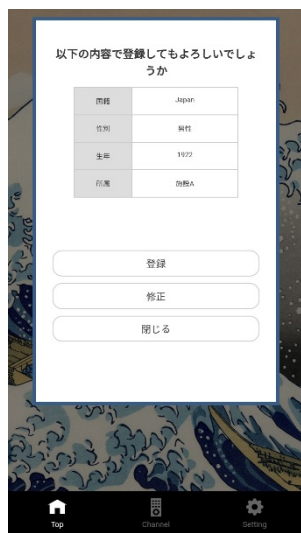 以下の内容で登録してもよろしいでしょ
うか
国籍 Japan
性別 男性
生年 1922
所属 施設A
登録
修正
閉じる
Top Channel Setting